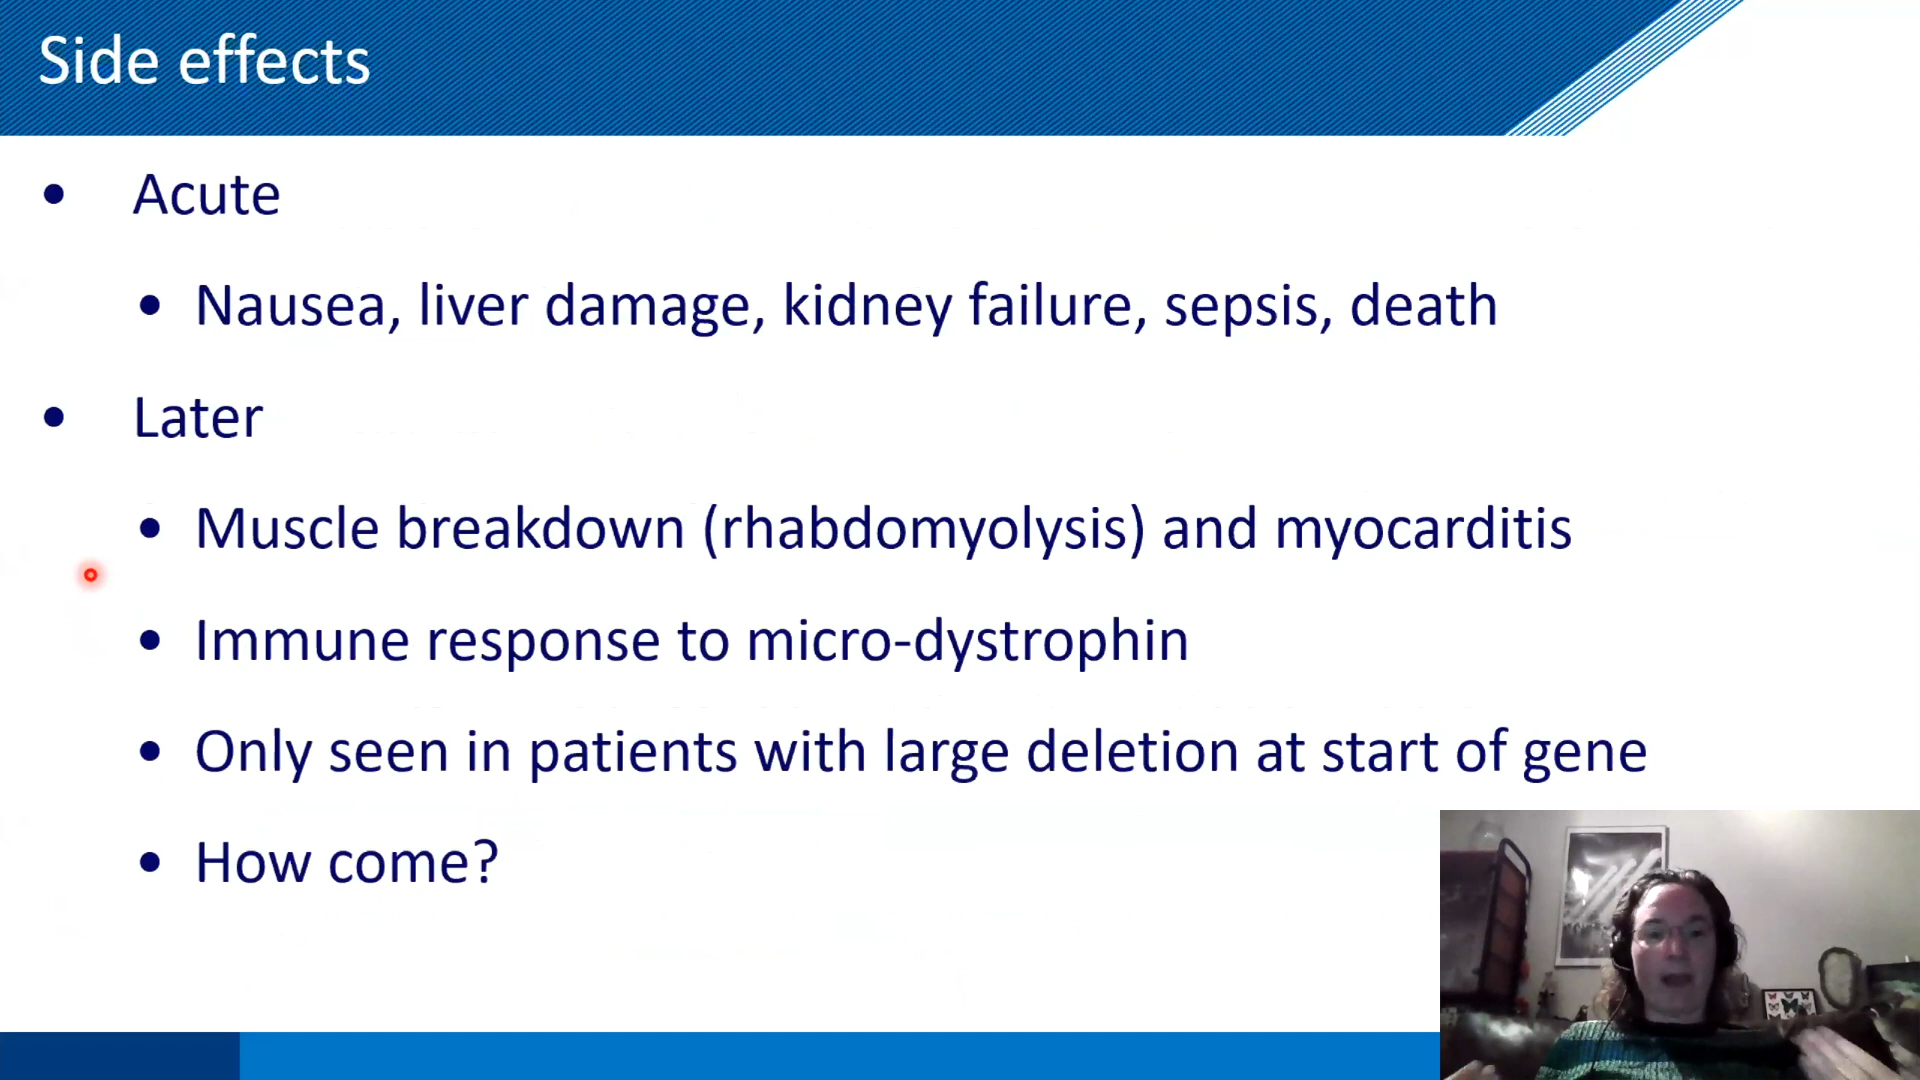 Side effects
• Acute
• Nausea, liver damage, kidney failure, sepsis, death
• Later
• Muscle breakdown (rhabdomyolysis) and myocarditis
• Immune response to micro-dystrophin
• Only seen in patients with large deletion at start of gene
• How come?